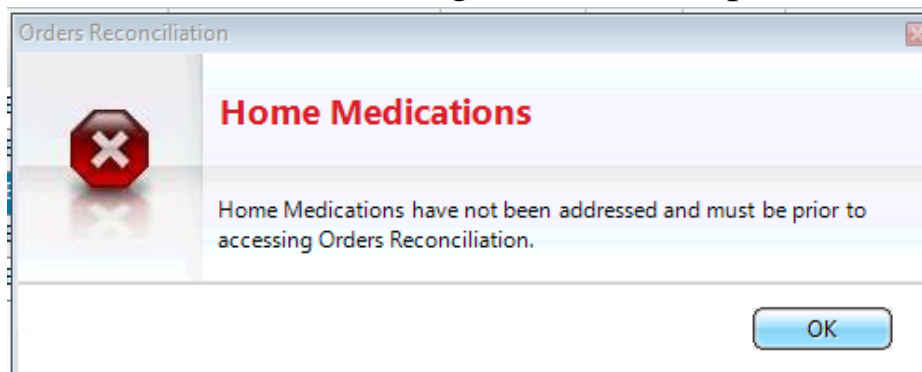 Orders Reconciliation
Home Medications
Home Medications have not been addressed and must be prior to
accessing Orders Reconciliation.
OK